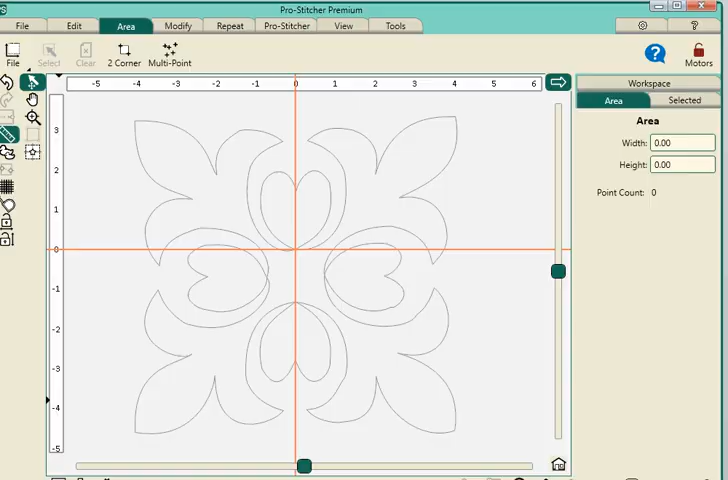 S
Pro-Stitcher Premium
File Edit Area Modify Repeat Pro-Stitcher View Tools
?
File Select Clear 2 Corner Multi-Point ? Motors
-5 -4 -3 -2 -1 0 1 2 3 4 5 6
Workspace
Area Selected
Area
Width: 0.00
Height: 0.00
Point Count: 0
3
2
1
0
-1
-2
-3
-4
-5